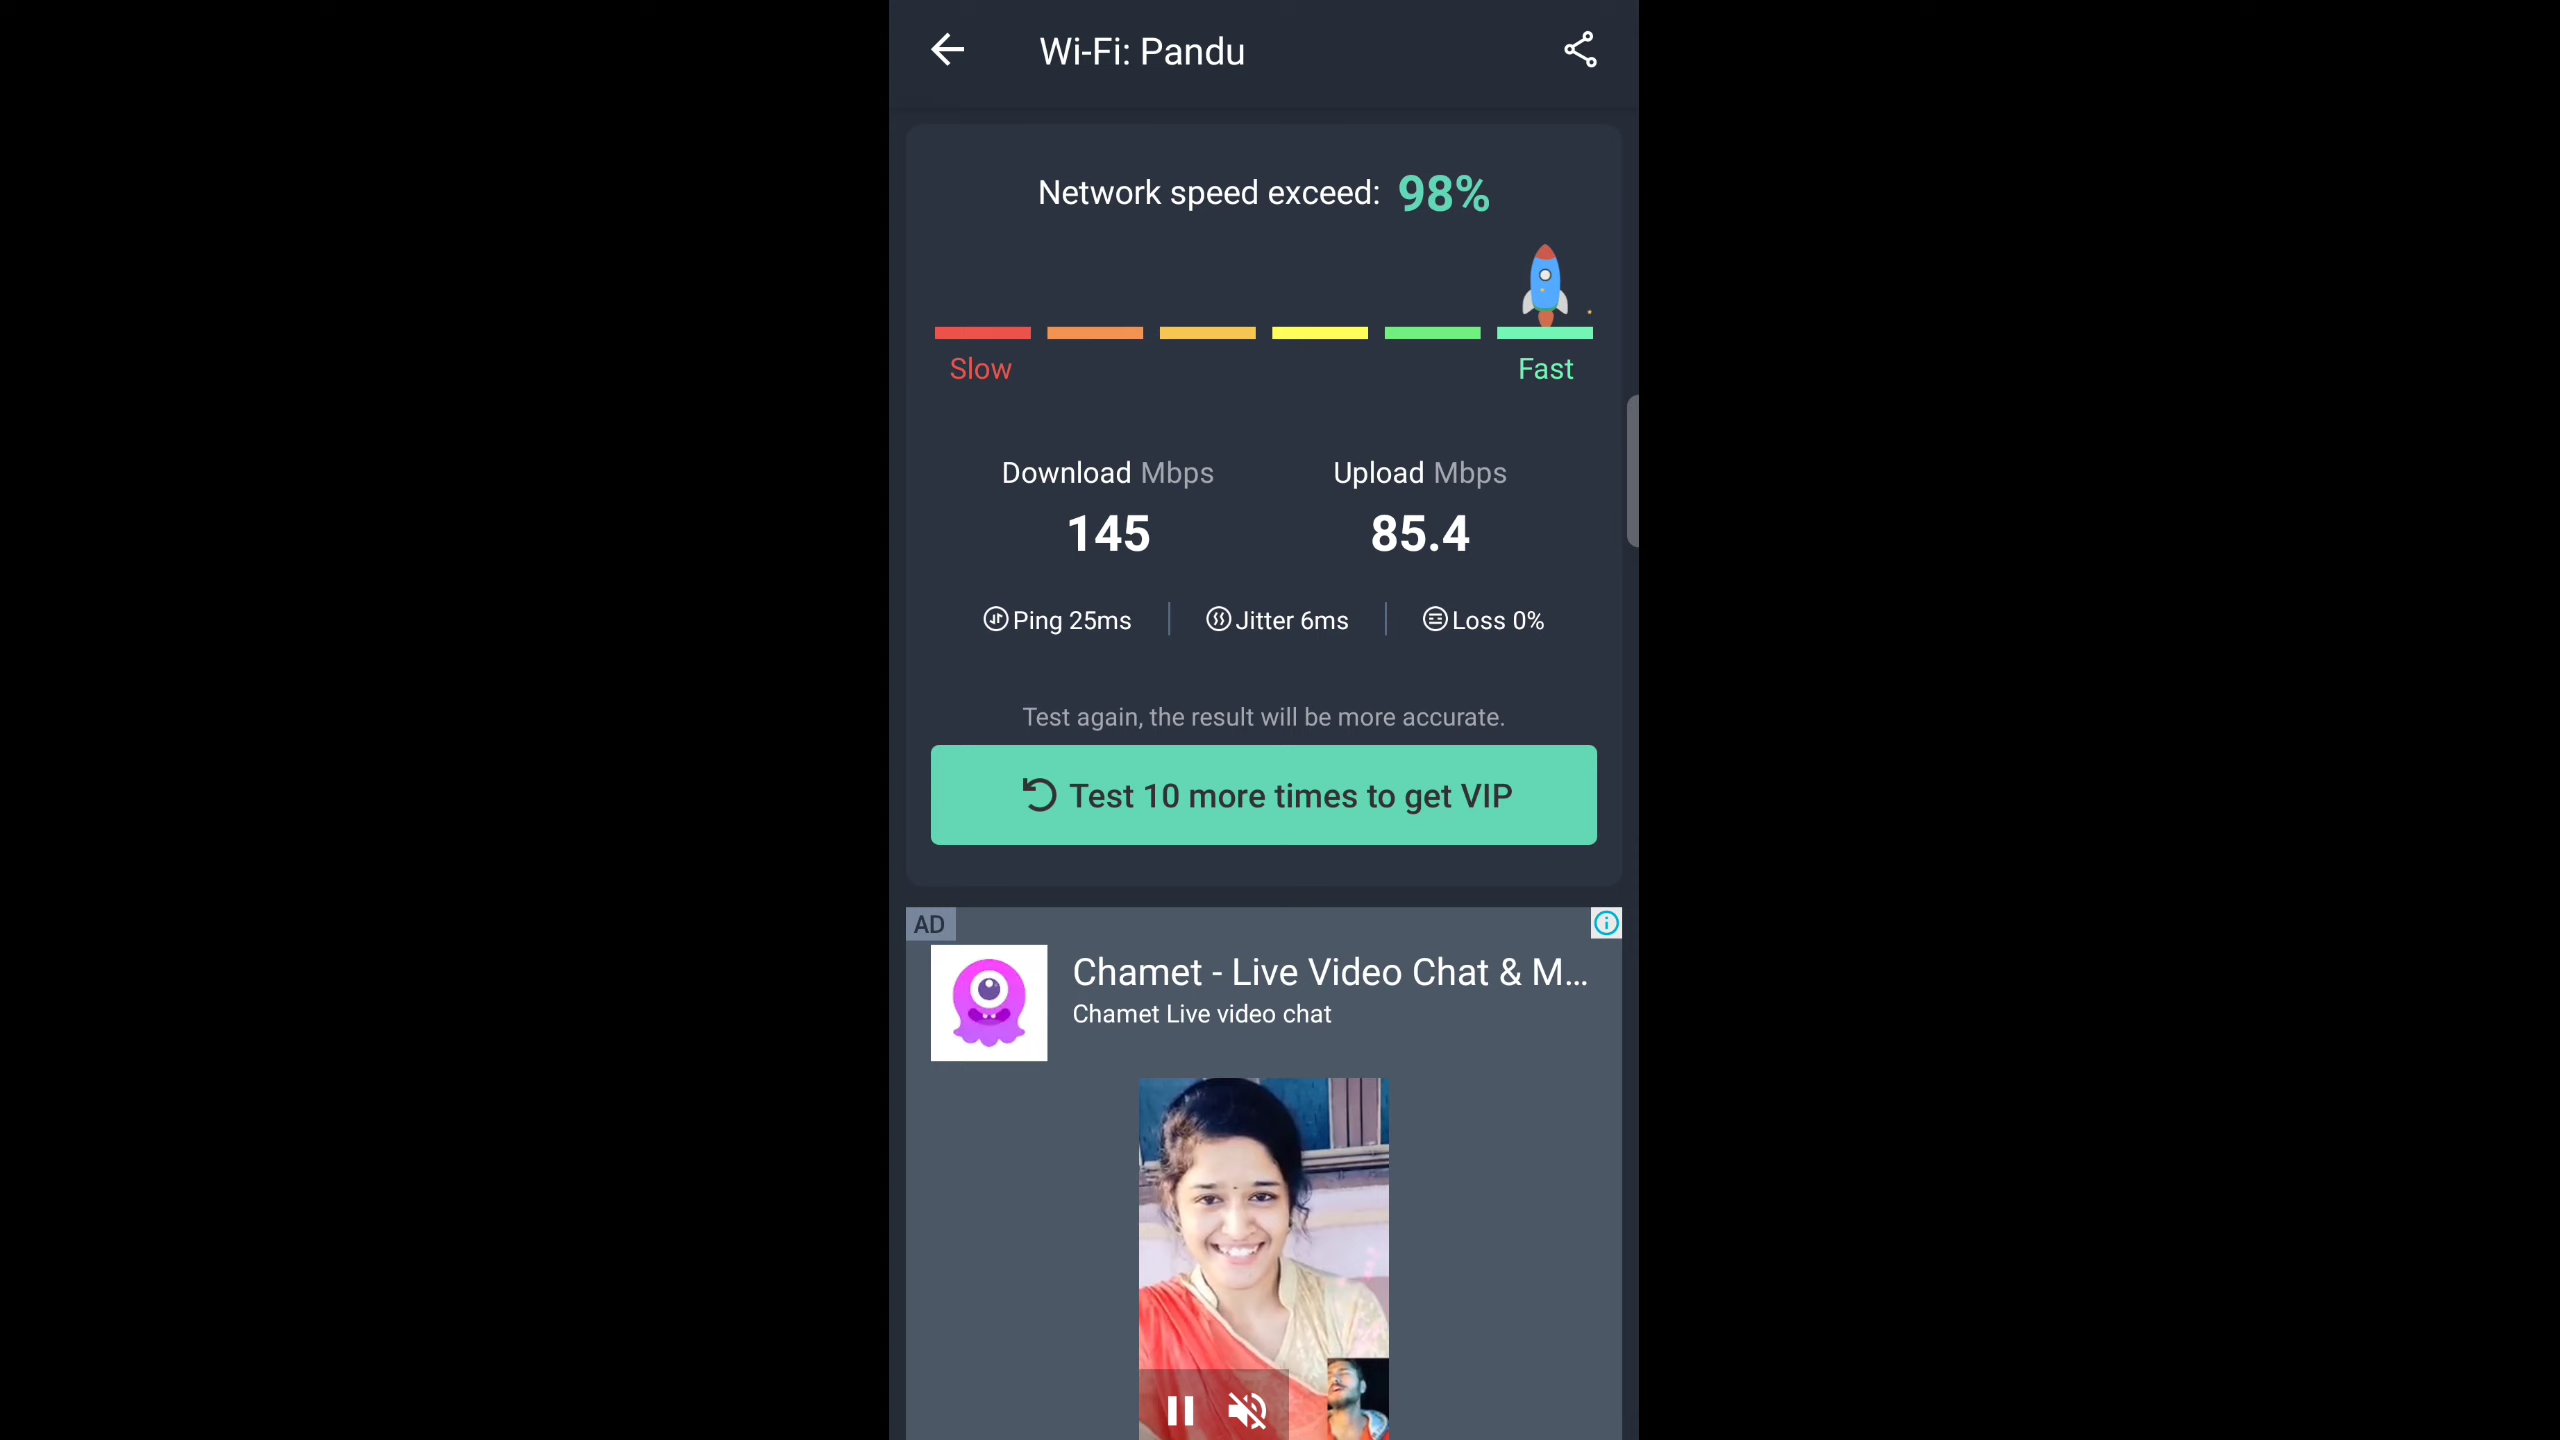 Wi-Fi: Pandu
Network speed exceed: 98%
Slow
Fast
Download Mbps
Upload Mbps
145
85.4
Ping 25ms
Jitter 6ms
Loss 0%
Test again, the result will be more accurate.
Test 10 more times to get VIP
AD
Chamet - Live Video Chat & M...
Chamet Live video chat